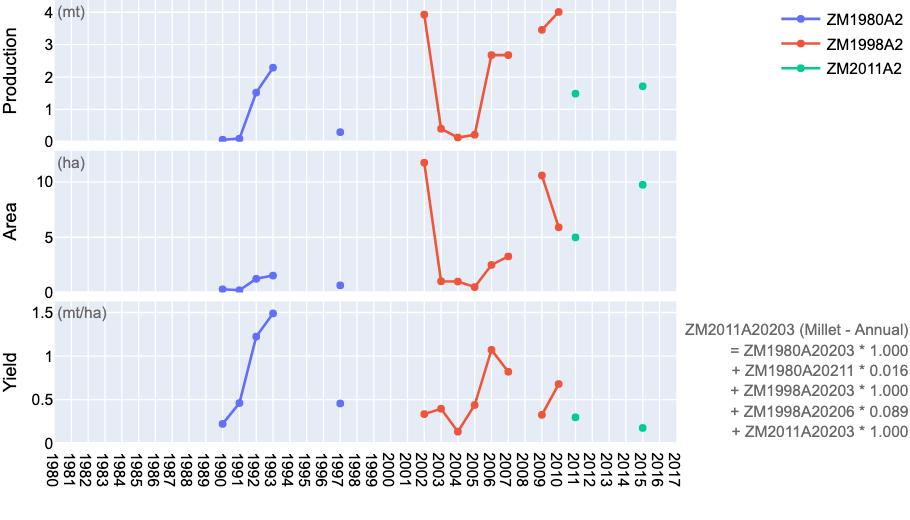 Production
(mt)
4
3
2
1
0
ZM1980A2
ZM1998A2
ZM2011A2
Area
(ha)
10
5
0
Yield
(mt/ha)
1.5
1
0.5
0
1980 1981 1982 1983 1984 1985 1986 1987 1988 1989 1990 1991 1992 1993 1994 1995 1996 1997 1998 1999 2000 2001 2002 2003 2004 2005 2006 2007 2008 2009 2010 2011 2012 2013 2014 2015 2016 2017
ZM2011A20203 (Millet - Annual)
= ZM1980A20203 * 1.000
+ ZM1980A20211 * 0.016
+ ZM1998A20203 * 1.000
+ ZM1998A20206 * 0.089
+ ZM2011A20203 * 1.000